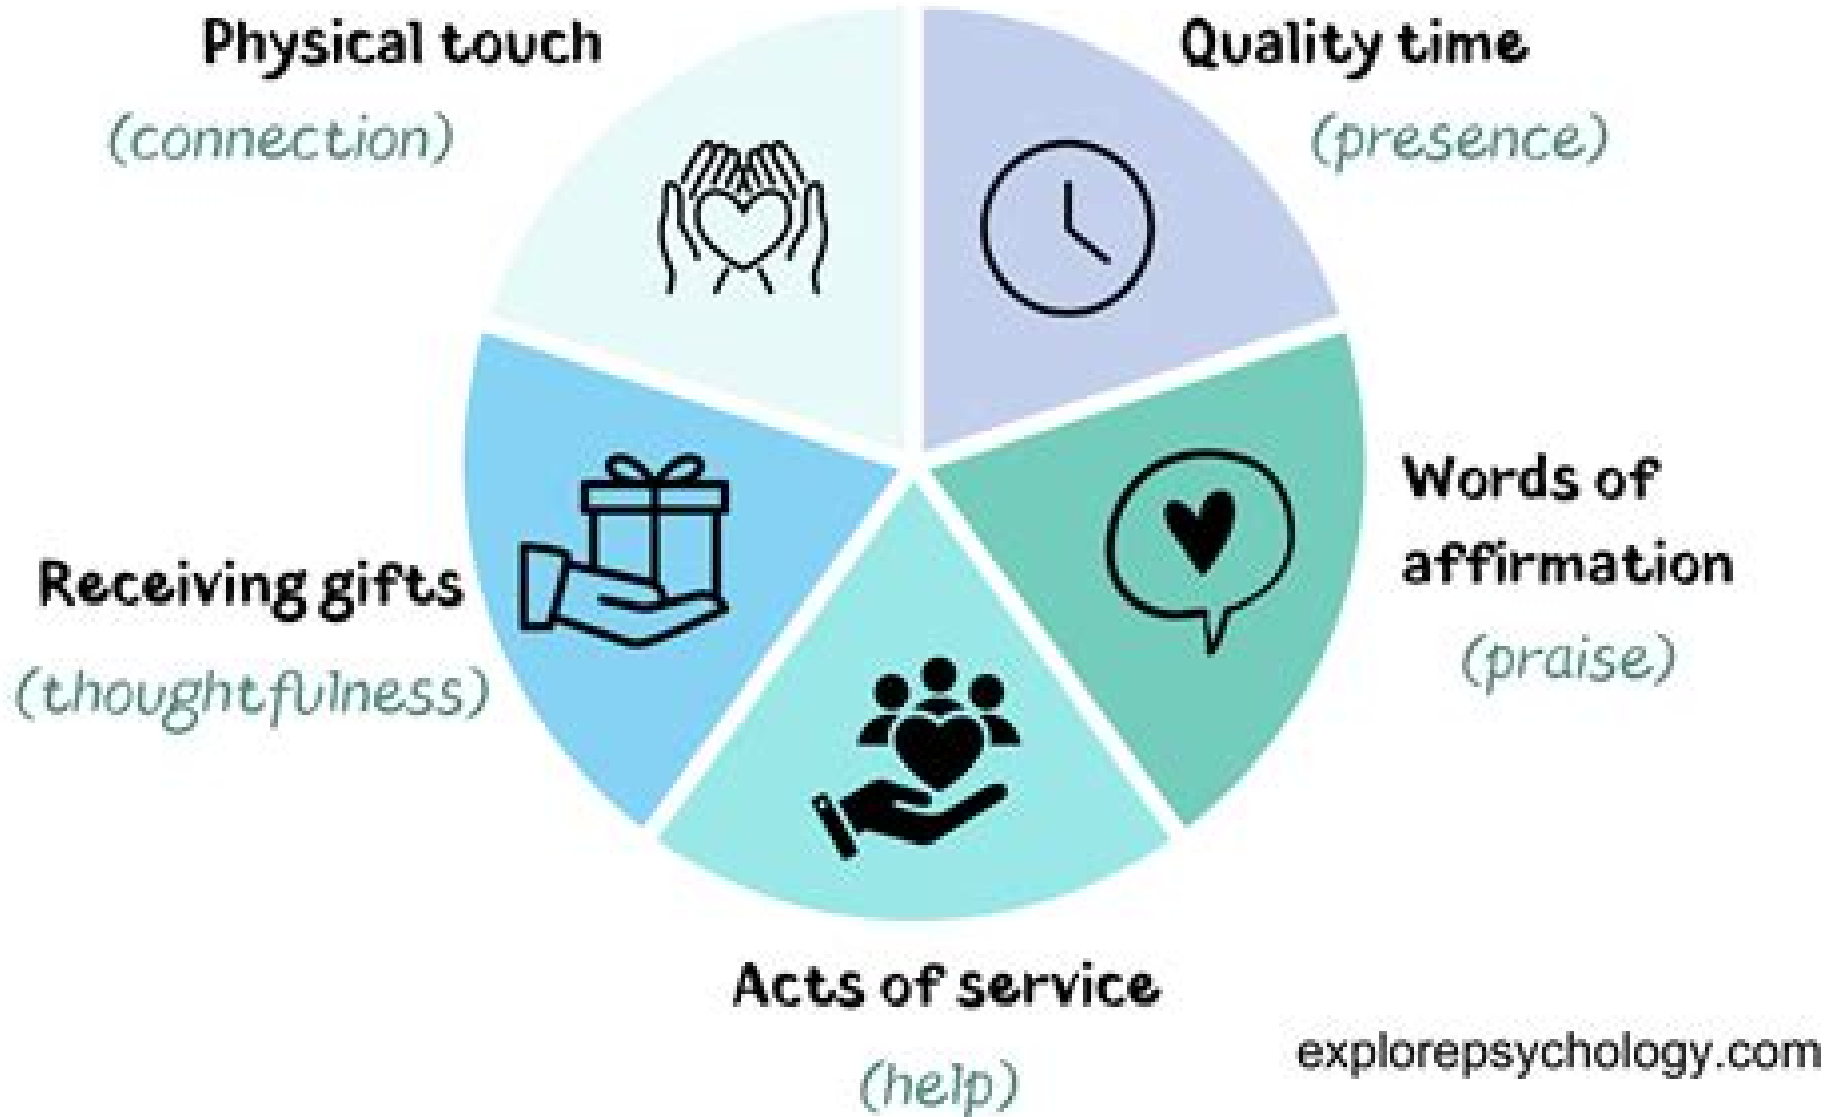 Physical touch
(connection)
Quality time
(presence)
Words of
affirmation
(praise)
Receiving gifts
(thoughtfulness)
Acts of service
(help)
explorepsychology.com